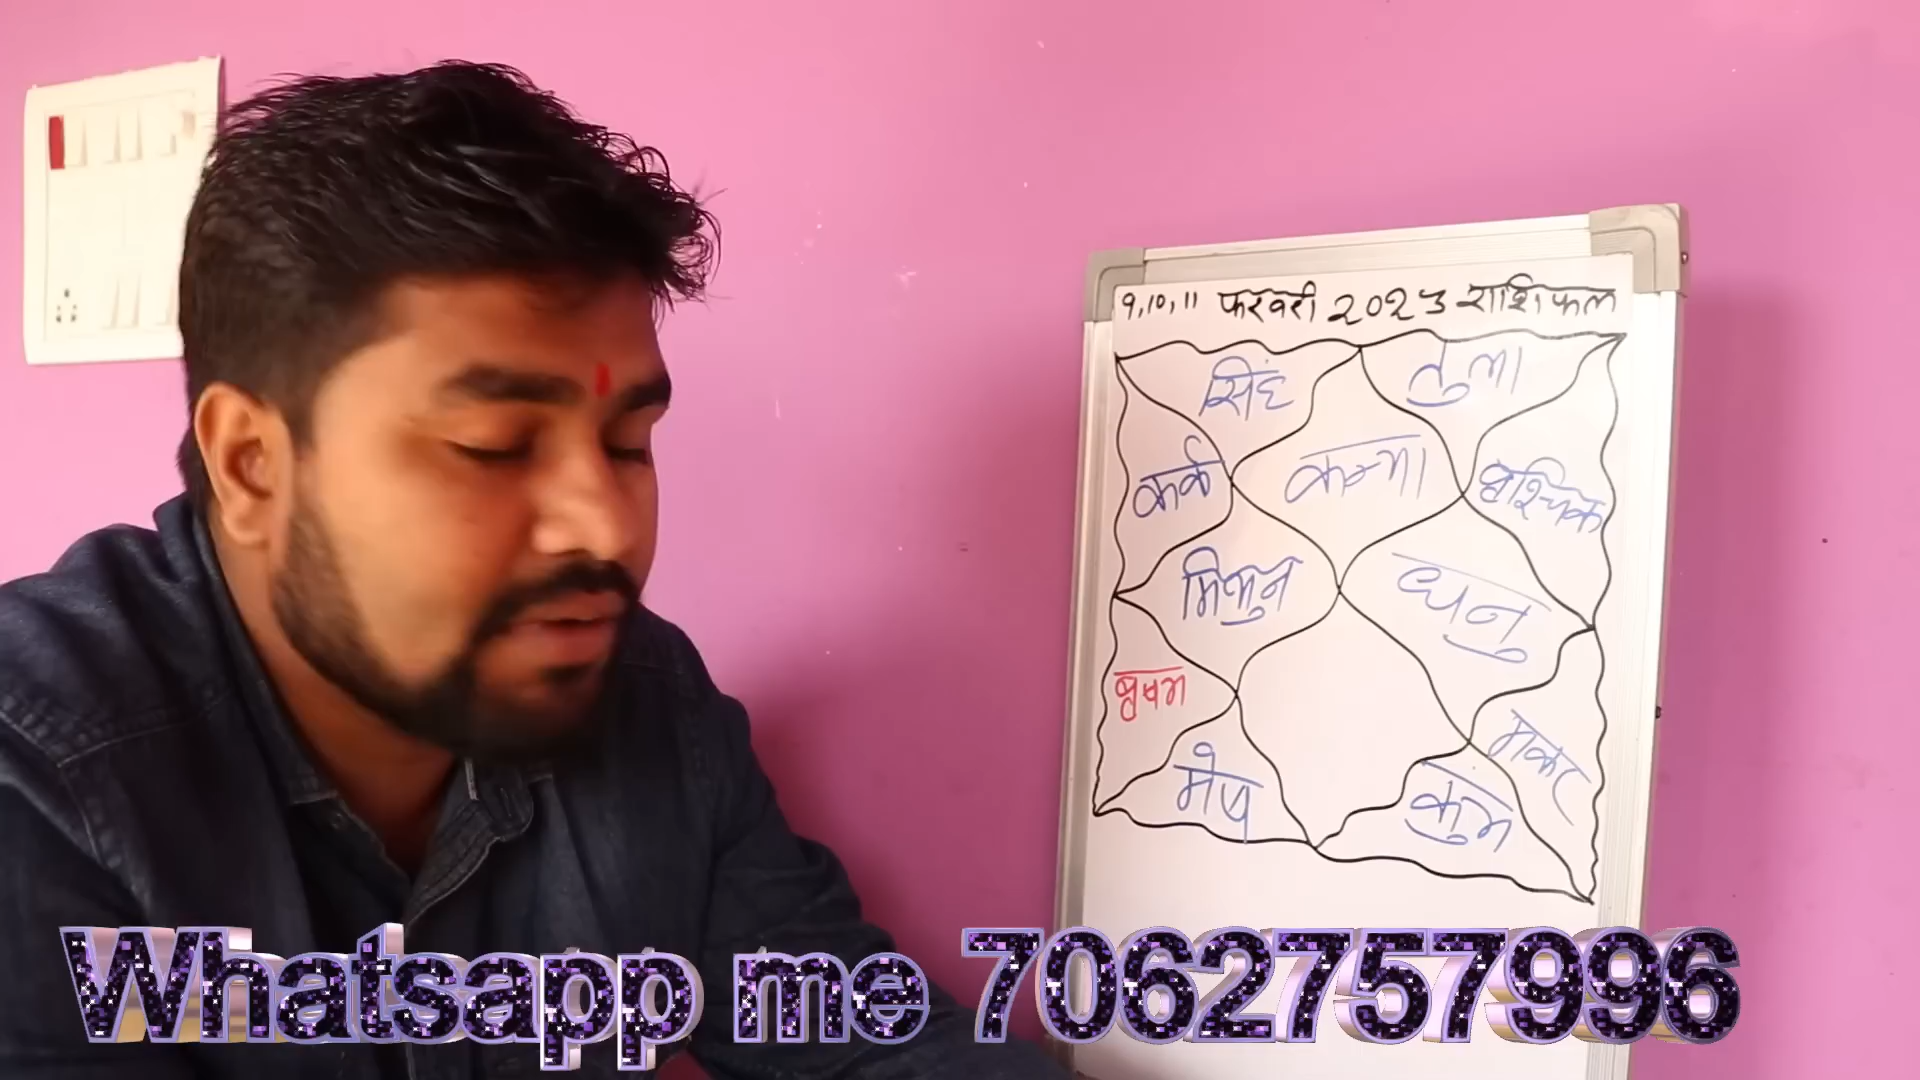 9,10,11 फरवरी 2023 राशिफल
सिंह
तुला
कर्क
कन्या
वृश्चिक
मिथुन
धनु
वृषभ
मकर
मेष
कुंभ
Whatsapp me 7062757996